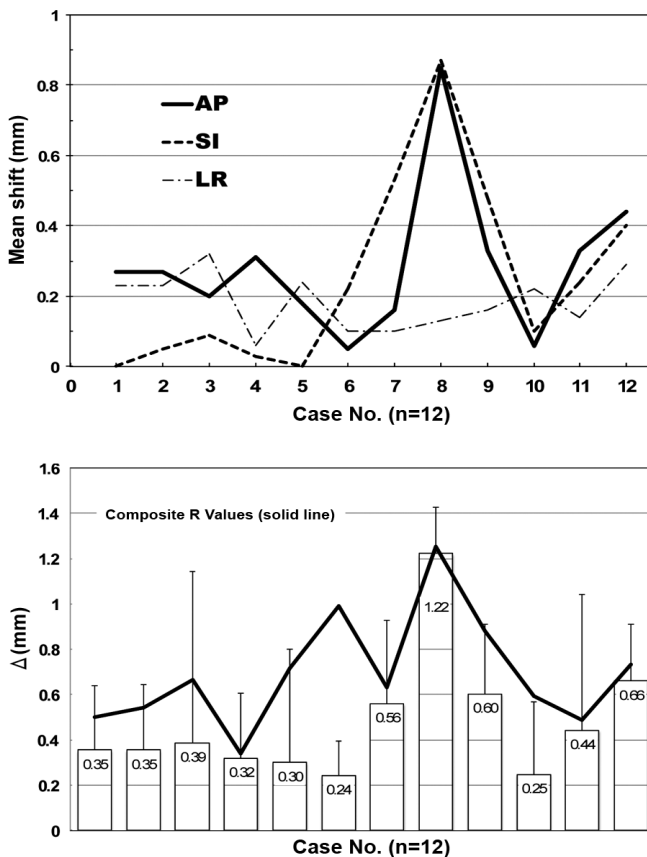 1
0.8
0.6
0.4
0.2
0
Mean shift (mm)
AP
SI
LR
0 1 2 3 4 5 6 7 8 9 10 11 12
Case No. (n=12)
1.6
1.4
1.2
1
0.8
0.6
0.4
0.2
0
Δ (mm)
Composite R Values (solid line)
0.35 0.35 0.39 0.32 0.30 0.24 0.56 1.22 0.60 0.25 0.44 0.66
Case No. (n=12)